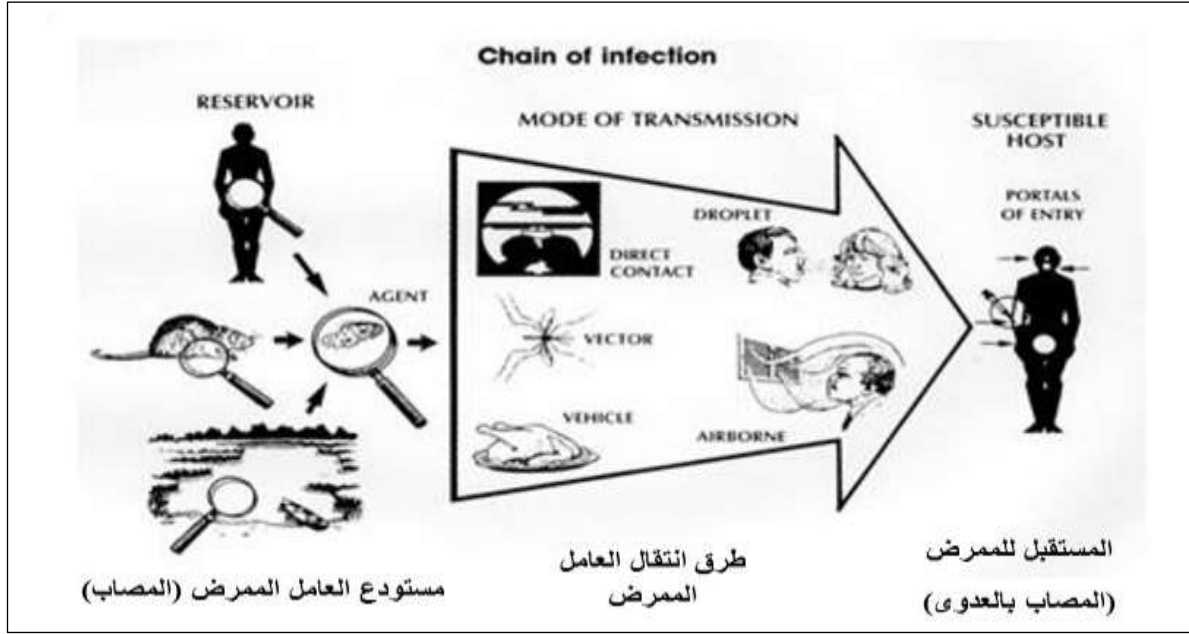 Chain of infection
RESERVOIR
MODE OF TRANSMISSION
SUSCEPTIBLE
HOST
PORTALS
OF ENTRY
DROPLET
DIRECT
CONTACT
AGENT
VECTOR
VEHICLE
AIRBORNE
مستودع العامل الممرض (المصاب)
طرق انتقال العامل
الممرض
المستقبل للممرض
(المصاب بالعدوى)